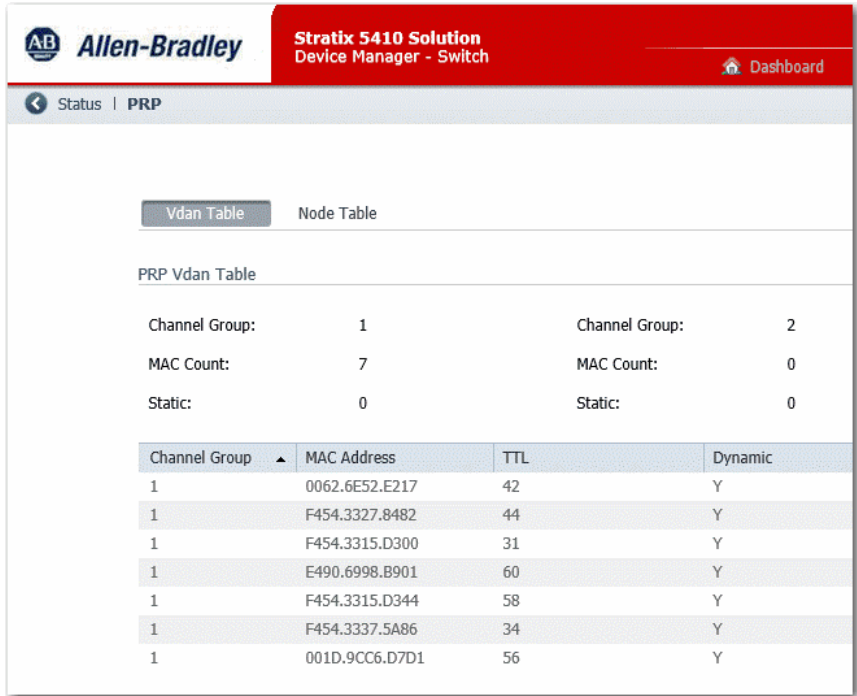 AB
QUALITY
Allen-Bradley
Stratix 5410 Solution
Device Manager - Switch
Dashboard
Status | PRP
Vdan Table Node Table
PRP Vdan Table
Channel Group: 1 Channel Group: 2
MAC Count: 7 MAC Count: 0
Static: 0 Static: 0
Channel Group MAC Address TTL Dynamic
1 0062.6E52.E217 42 Y
1 F454.3327.8482 44 Y
1 F454.3315.D300 31 Y
1 E490.6998.B901 60 Y
1 F454.3315.D344 58 Y
1 F454.3337.5A86 34 Y
1 001D.9CC6.D7D1 56 Y